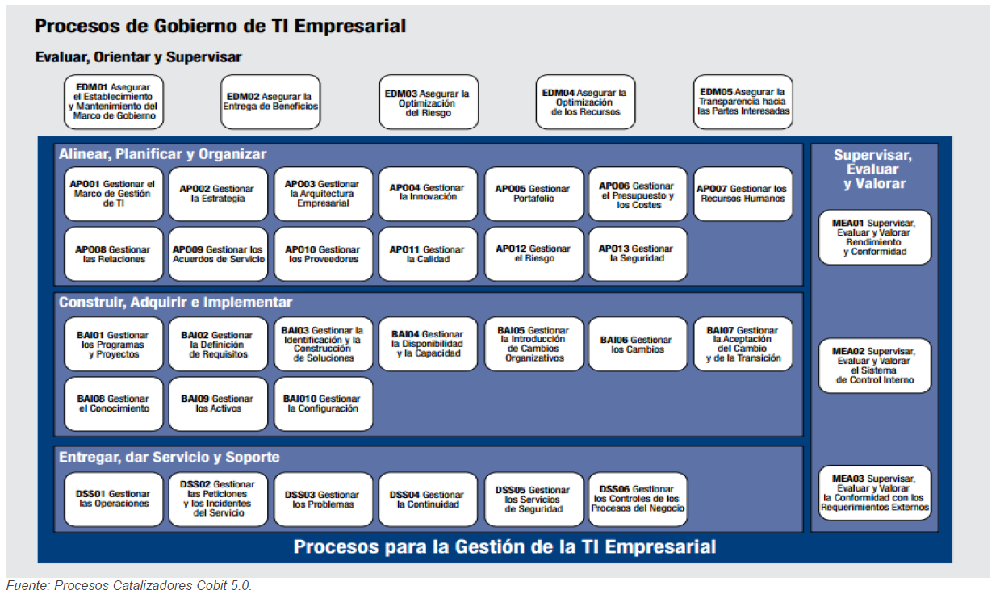 Procesos de Gobierno de TI Empresarial
Evaluar, Orientar y Supervisar
EDM01 Asegurar
el Establecimiento
y Mantenimiento del
Marco de Gobierno
EDM02 Asegurar la
Entrega de Beneficios
EDM03 Asegurar la
Optimización
del Riesgo
EDM04 Asegurar la
Optimización
de los Recursos
EDM05 Asegurar la
Transparencia hacia
las Partes Interesadas
Alinear, Planificar y Organizar
APO01 Gestionar el
Marco de Gestión
de TI
APO02 Gestionar
la Estrategia
APO03 Gestionar
la Arquitectura
Empresarial
APO04 Gestionar
la Innovación
APO05 Gestionar
Portafolio
APO06 Gestionar
el Presupuesto y
los Costes
APO07 Gestionar los
Recursos Humanos
APO08 Gestionar
las Relaciones
APO09 Gestionar los
Acuerdos de Servicio
APO10 Gestionar
los Proveedores
APO11 Gestionar
la Calidad
APO12 Gestionar
el Riesgo
APO13 Gestionar
la Seguridad
Construir, Adquirir e Implementar
BAI01 Gestionar
los Programas
y Proyectos
BAI02 Gestionar
la Definición
de Requisitos
BAI03 Gestionar la
Identificación y la
Construcción
de Soluciones
BAI04 Gestionar
la Disponibilidad
y la Capacidad
BAI05 Gestionar
la Introducción
de Cambios
Organizativos
BAI06 Gestionar
los Cambios
BAI07 Gestionar
la Aceptación
del Cambio
y de la Transición
BAI08 Gestionar
el Conocimiento
BAI09 Gestionar
los Activos
BAI010 Gestionar
la Configuración
Entregar, dar Servicio y Soporte
DSS01 Gestionar
las Operaciones
DSS02 Gestionar
las Peticiones
y los Incidentes
del Servicio
DSS03 Gestionar
los Problemas
DSS04 Gestionar
la Continuidad
DSS05 Gestionar
los Servicios
de Seguridad
DSS06 Gestionar
los Controles de los
Procesos del Negocio
Supervisar,
Evaluar
y Valorar
MEA01 Supervisar,
Evaluar y Valorar
Rendimiento
y Conformidad
MEA02 Supervisar,
Evaluar y Valorar
el Sistema
de Control Interno
MEA03 Supervisar,
Evaluar y Valorar
la Conformidad con los
Requerimientos Externos
Procesos para la Gestión de la TI Empresarial
Fuente: Procesos Catalizadores Cobit 5.0.